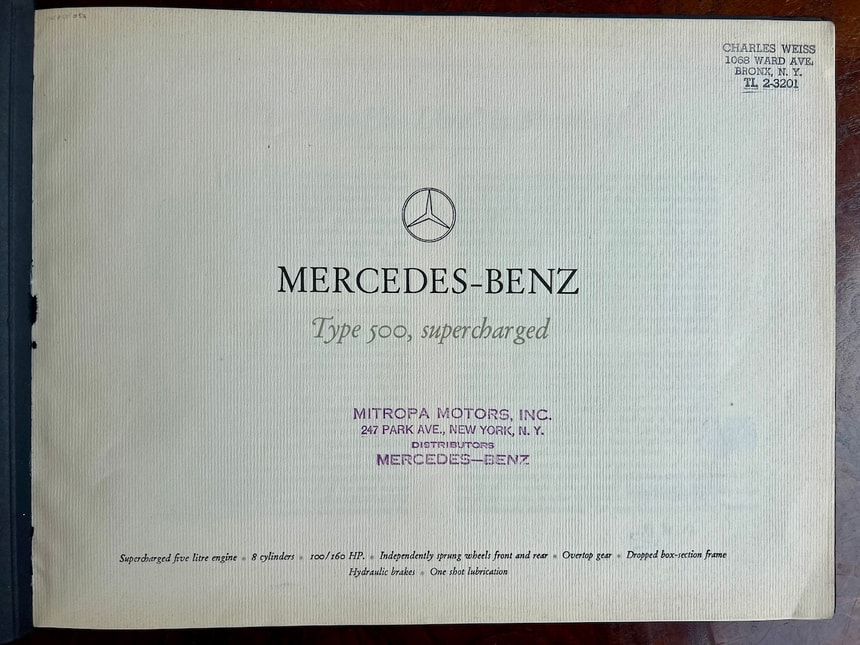 CHARLES WEISS
1068 WARD AVE.
BRONX, N. Y.
TL 2-3201
MERCEDES-BENZ
Type 500, supercharged
MITROPA MOTORS, INC.
247 PARK AVE., NEW YORK, N. Y.
DISTRIBUTORS
MERCEDES—BENZ
Supercharged five litre engine • 8 cylinders • 100/160 HP. • Independently sprung wheels front and rear • Overtop gear • Dropped box-section frame
Hydraulic brakes • One shot lubrication